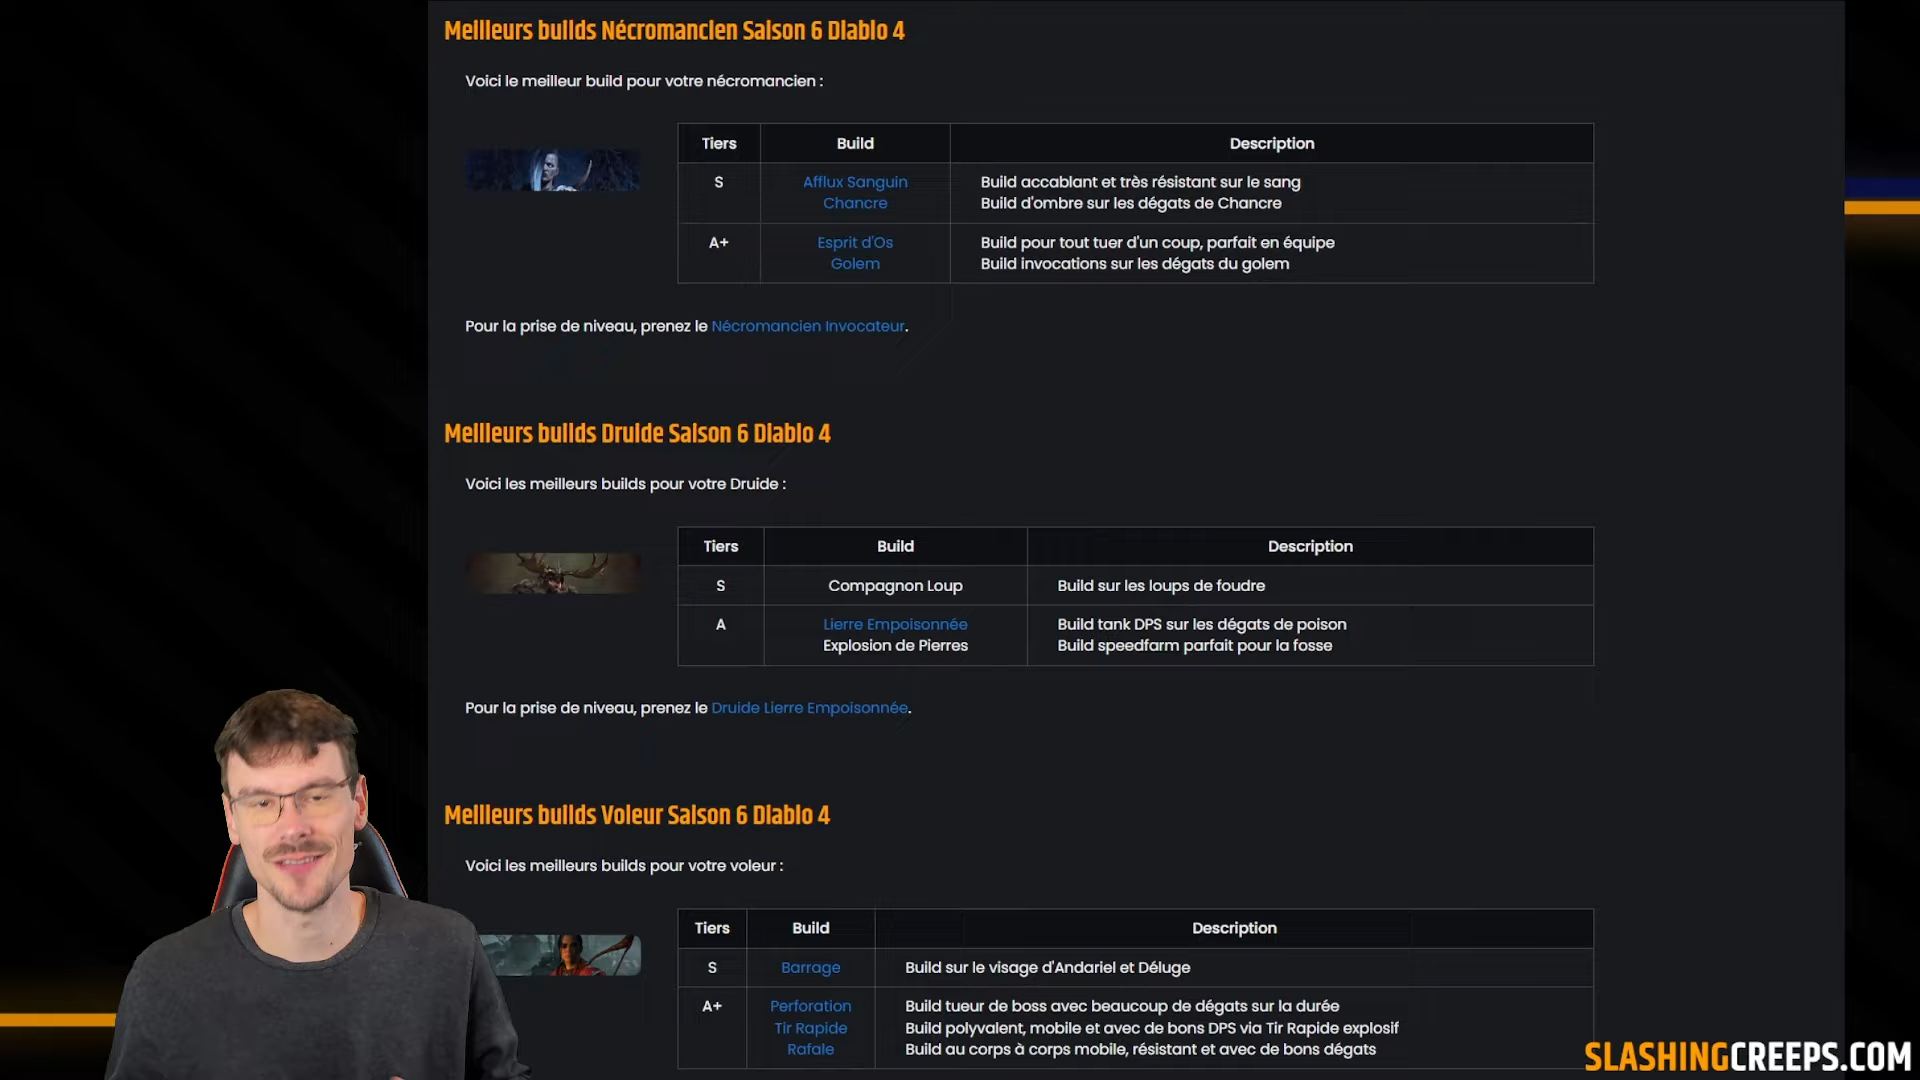 Meilleurs builds Nécromancien Saison 6 Diablo 4
Voici le meilleur build pour votre nécromancien :
Tiers Build Description
S Afflux Sanguin Build accablant et très résistant sur le sang
Chancre Build d'ombre sur les dégats de Chancre
A+ Esprit d'Os Build pour tout tuer d'un coup, parfait en équipe
Golem Build invocations sur les dégats du golem
Pour la prise de niveau, prenez le Nécromancien Invocateur.
Meilleurs builds Druide Saison 6 Diablo 4
Voici les meilleurs builds pour votre Druide :
Tiers Build Description
S Compagnon Loup Build sur les loups de foudre
A Lierre Empoisonnée Build tank DPS sur les dégats de poison
Explosion de Pierres Build speedfarm parfait pour la fosse
Pour la prise de niveau, prenez le Druide Lierre Empoisonnée.
Meilleurs builds Voleur Saison 6 Diablo 4
Voici les meilleurs builds pour votre voleur :
Tiers Build Description
S Barrage Build sur le visage d'Andariel et Déluge
A+ Perforation Build tueur de boss avec beaucoup de dégats sur la durée
Tir Rapide Build polyvalent, mobile et avec de bons DPS via Tir Rapide explosif
Rafale Build au corps à corps mobile, résistant et avec de bons dégats
SLASHINGCREEPS.COM